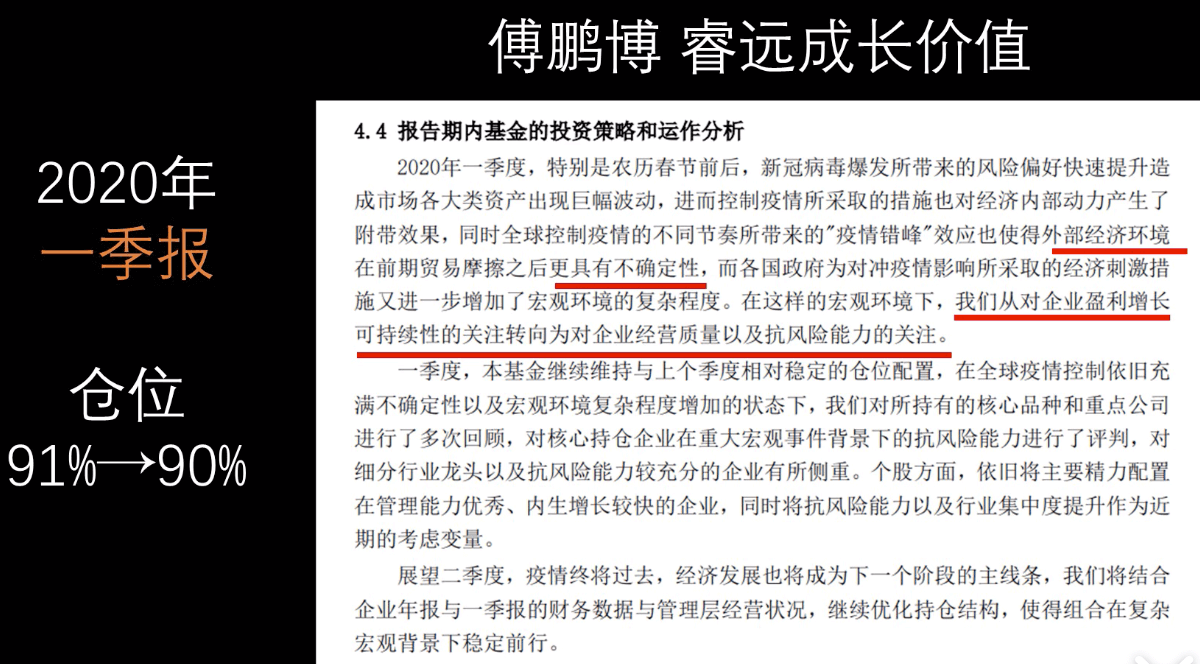 傅鹏博 睿远成长价值
2020年
一季报
仓位
91%→90%
4.4 报告期内基金的投资策略和运作分析
2020年一季度，特别是农历春节前后，新冠病毒爆发所带来的风险偏好快速提升造
成市场各大类资产出现巨幅波动，进而控制疫情所采取的措施也对经济内部动力产生了
附带效果，同时全球控制疫情的不同节奏所带来的"疫情错峰"效应也使得外部经济环境
在前期贸易摩擦之后更具有不确定性，而各国政府为对冲疫情影响所采取的经济刺激措
施又进一步增加了宏观环境的复杂程度。在这样的宏观环境下，我们从对企业盈利增长
可持续性的关注转向为对企业经营质量以及抗风险能力的关注。
一季度，本基金继续维持与上个季度相对稳定的仓位配置，在全球疫情控制依旧充
满不确定性以及宏观环境复杂程度增加的状态下，我们对所持有的核心品种和重点公司
进行了多次回顾，对核心持仓企业在重大宏观事件背景下的抗风险能力进行了评判，对
细分行业龙头以及抗风险能力较充分的企业有所侧重。个股方面，依旧将主要精力配置
在管理能力优秀、内生增长较快的企业，同时将抗风险能力以及行业集中度提升作为近
期的考虑变量。
展望二季度，疫情终将过去，经济发展也将成为下一个阶段的主线条，我们将结合
企业年报与一季报的财务数据与管理层经营状况，继续优化持仓结构，使得组合在复杂
宏观背景下稳定前行。